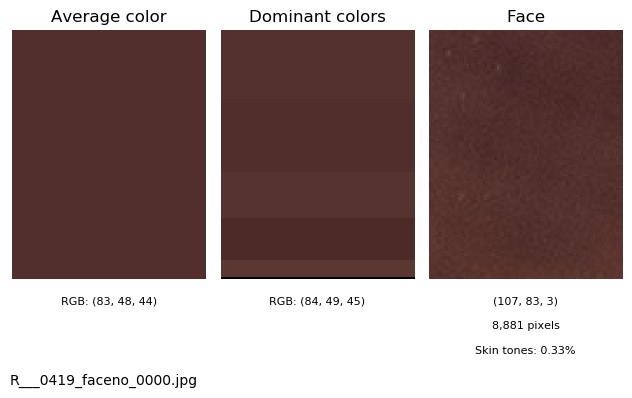 Average color
Dominant colors
Face
RGB: (83, 48, 44)
RGB: (84, 49, 45)
(107, 83, 3)
8,881 pixels
Skin tones: 0.33%
R___0419_faceno_0000.jpg